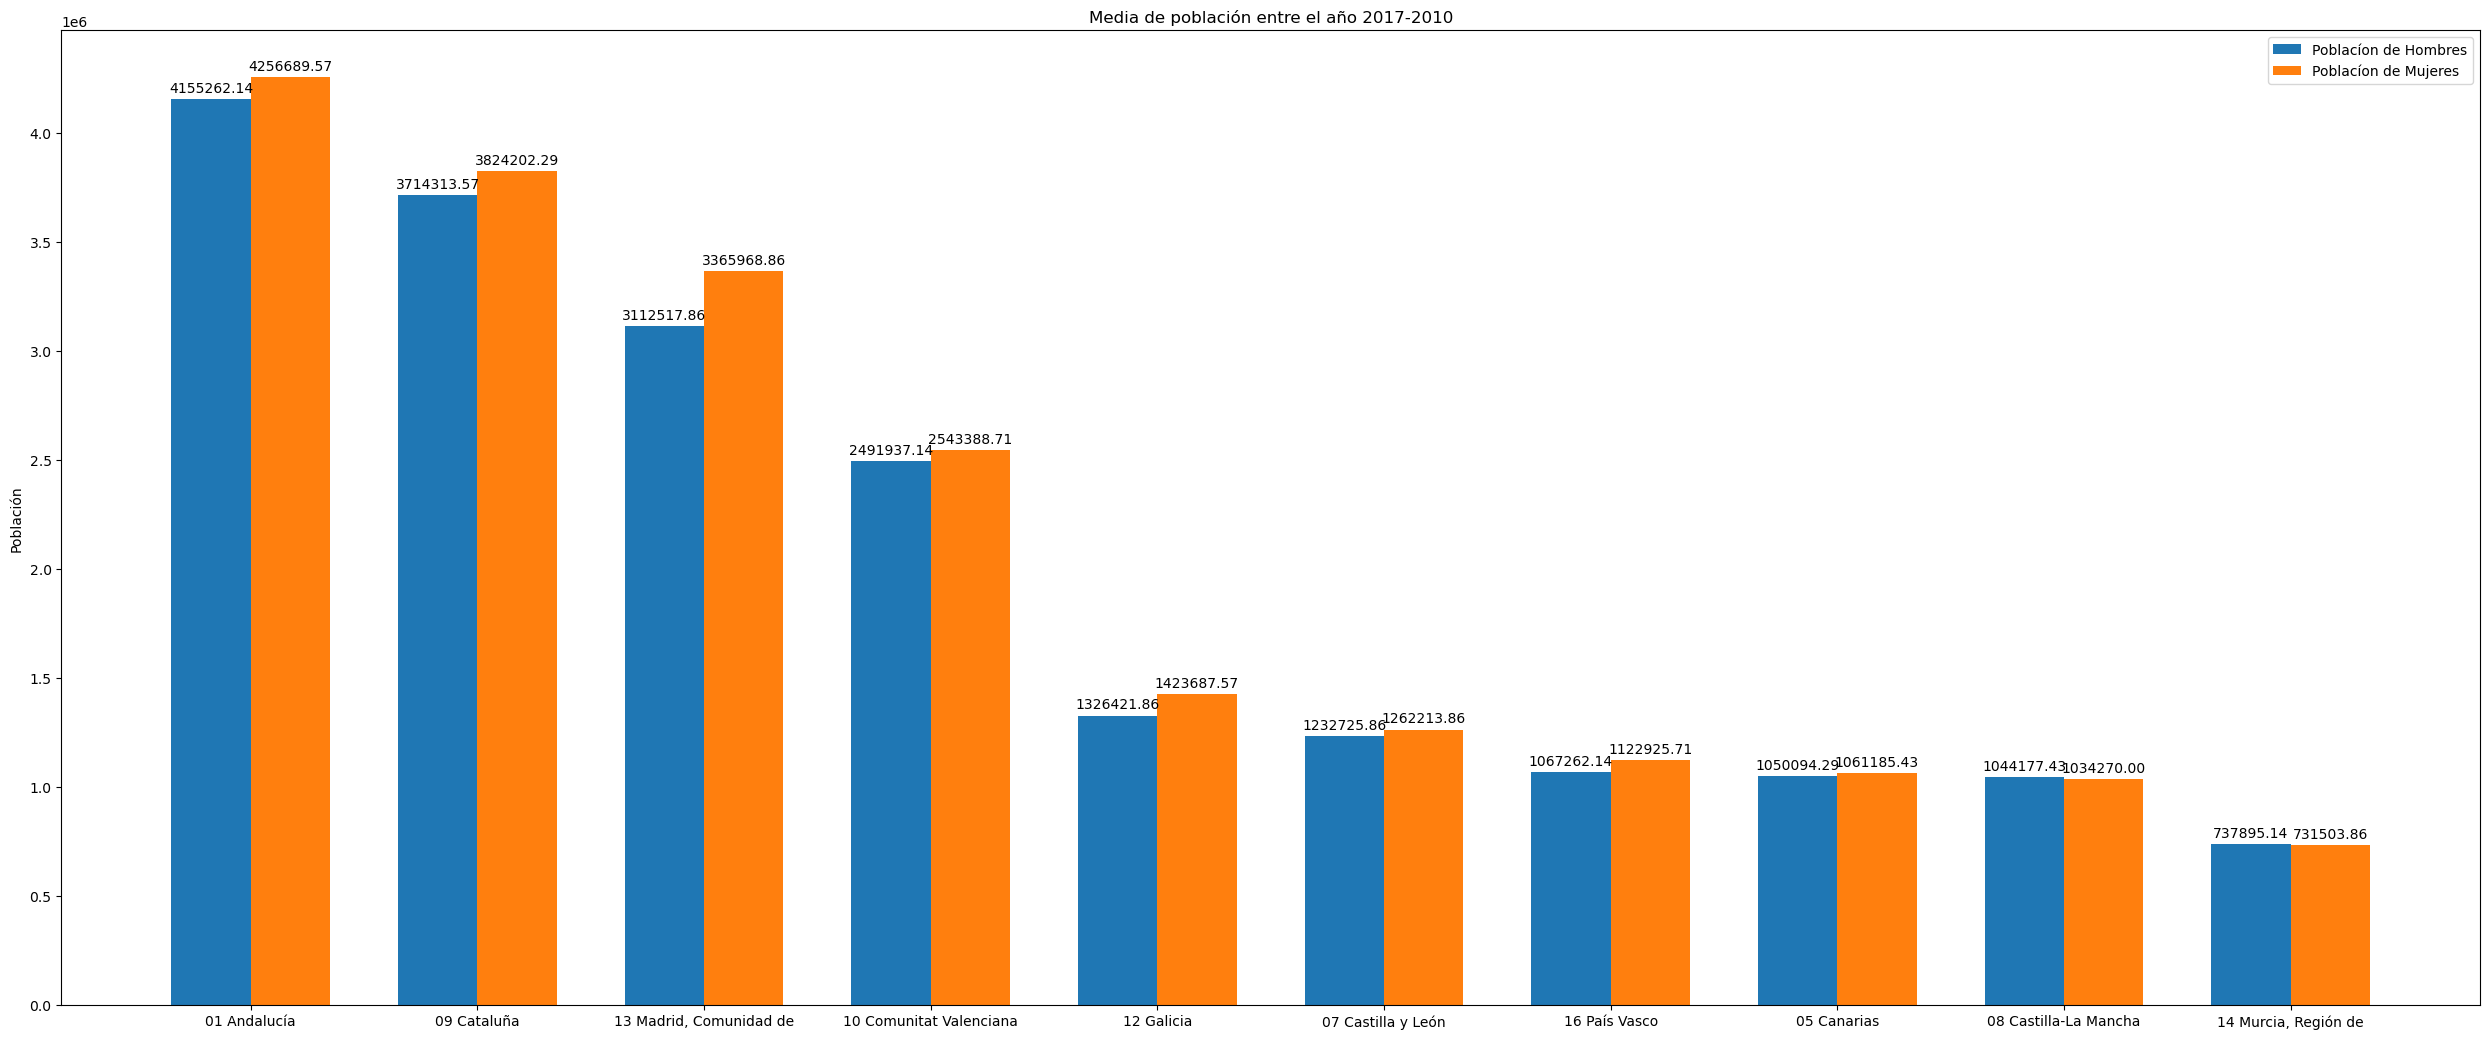 Media de población entre el año 2017-2010
1e6
Poblacíon de Hombres
Poblacíon de Mujeres
Población
4.0
3.5
3.0
2.5
2.0
1.5
1.0
0.5
0.0
4155262.14
4256689.57
3714313.57
3824202.29
3112517.86
3365968.86
2491937.14
2543388.71
1326421.86
1423687.57
1232725.86
1262213.86
1067262.14
1122925.71
1050094.29
1061185.43
1044177.43
1034270.00
737895.14
731503.86
01 Andalucía
09 Cataluña
13 Madrid, Comunidad de
10 Comunitat Valenciana
12 Galicia
07 Castilla y León
16 País Vasco
05 Canarias
08 Castilla-La Mancha
14 Murcia, Región de